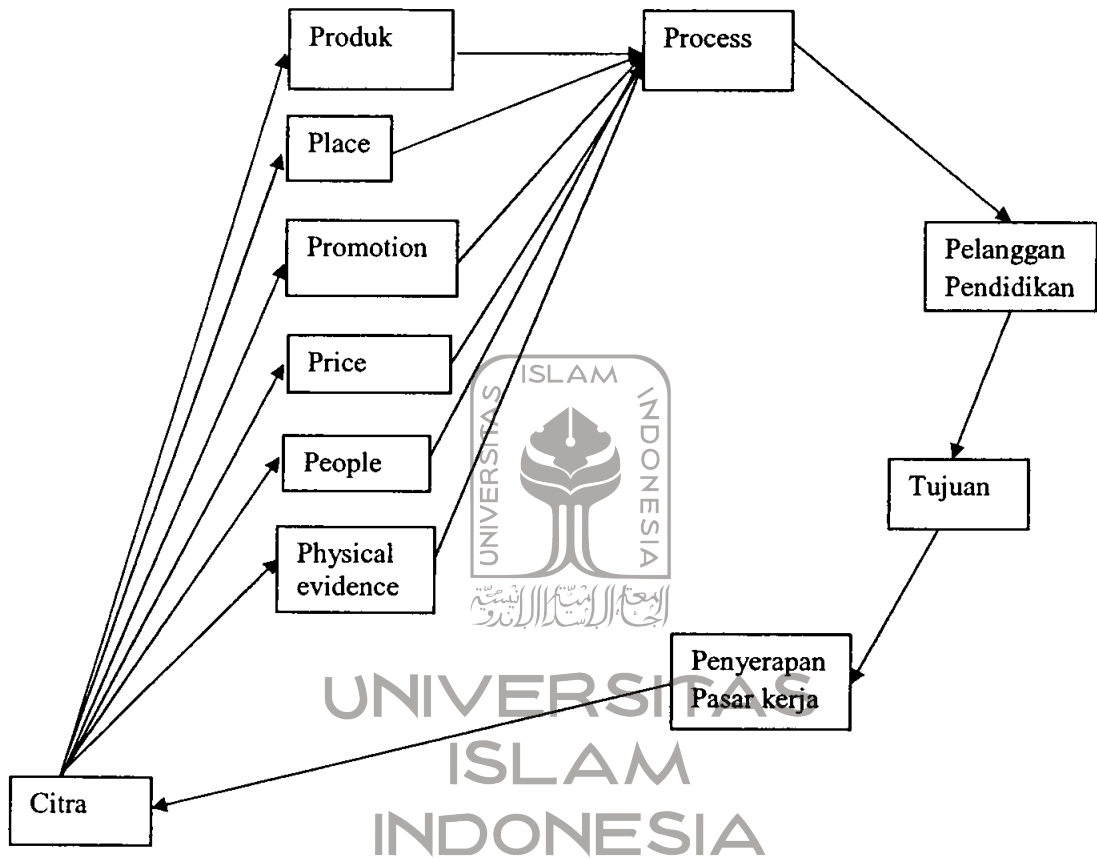 Produk
Process
Place
Promotion
Pelanggan
Pendidikan
Price
ISLAM
UNIVERSITAS
INDONESIA
People
Tujuan
Physical
evidence
Penyerapan
Pasar kerja
UNIVERSITAS
ISLAM
INDONESIA
Citra